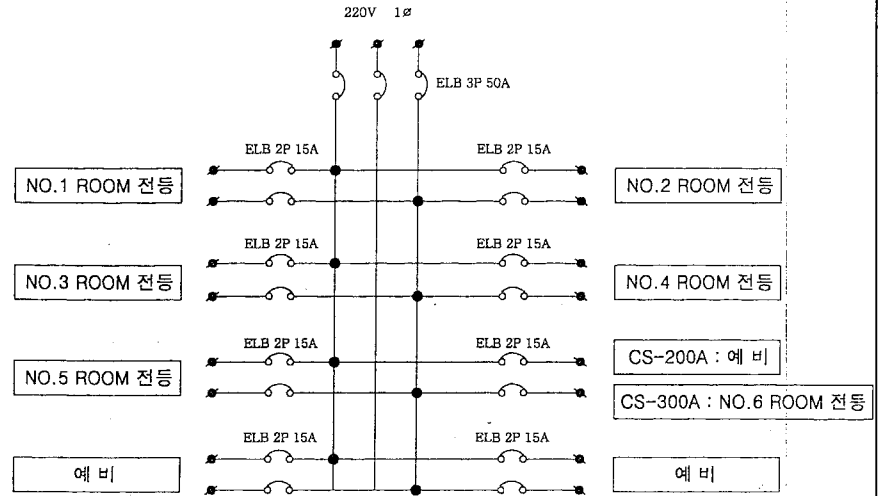 220V 1ø
ELB 3P 50A
ELB 2P 15A
ELB 2P 15A
NO.1 ROOM 전등
NO.2 ROOM 전등
ELB 2P 15A
ELB 2P 15A
NO.3 ROOM 전등
NO.4 ROOM 전등
ELB 2P 15A
ELB 2P 15A
NO.5 ROOM 전등
CS-200A : 예 비
CS-300A : NO.6 ROOM 전등
ELB 2P 15A
ELB 2P 15A
예 비
예 비